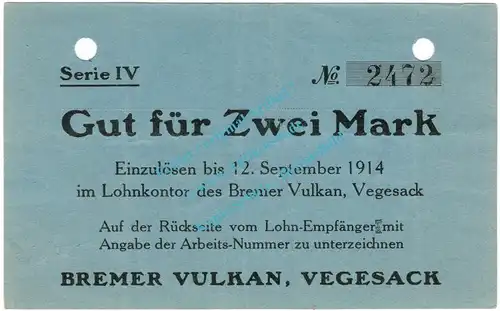 Serie IV
№ 2472
Gut für Zwei Mark
Einzulösen bis 12. September 1914
im Lohnkontor des Bremer Vulkan, Vegesack
Auf der Rückseite vom Lohn-Empfänger mit
Angabe der Arbeits-Nummer zu unterzeichnen
BREMER VULKAN, VEGESACK